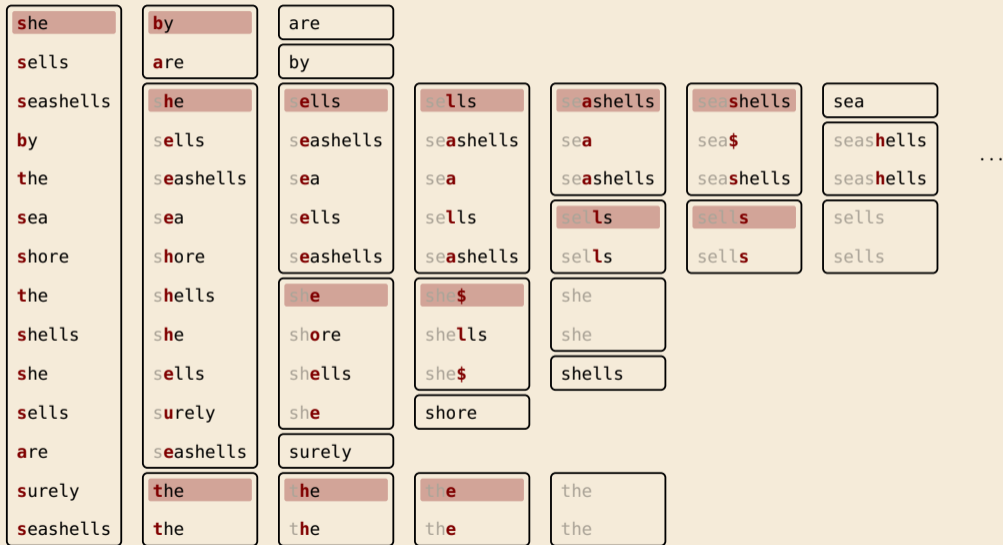 she by are
sells are by
seashells she sells sells seashells seashells sea
by sells seashells seashells sea sea$ seashells
...
the seashells sea sea seashells seashells seashells
sea sea sells sells sells sells sells
shore shore seashells seashells sells sells sells
the shells she she$ she
shells she shore shells she
she sells shells she$ shells
sells surely she shore
are seashells surely
surely the the the the
seashells the the the the